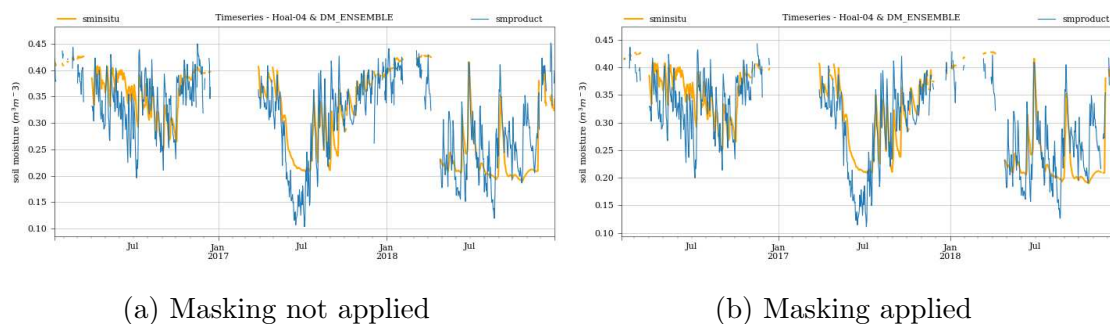 sminsitu Timeseries - Hoal-04 & DM_ENSEMBLE smproduct
soil moisture (m³m−3)
0.45
0.40
0.35
0.30
0.25
0.20
0.15
0.10
Jul Jan Jul Jan Jul
2017 2018
(a) Masking not applied
sminsitu Timeseries - Hoal-04 & DM_ENSEMBLE smproduct
soil moisture (m³m−3)
0.45
0.40
0.35
0.30
0.25
0.20
0.15
0.10
Jul Jan Jul Jan Jul
2017 2018
(b) Masking applied